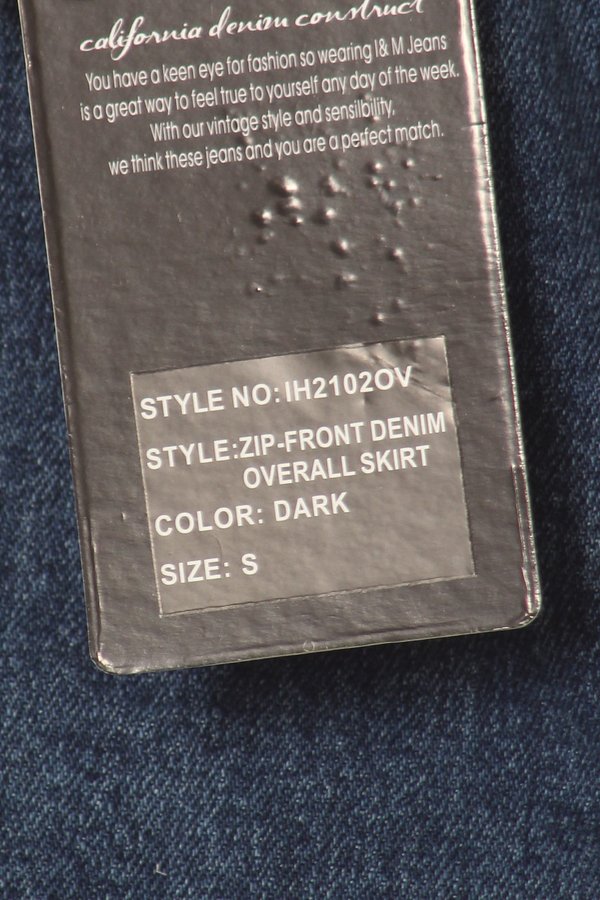 california denim construct
You have a keen eye for fashion so wearing I& M Jeans
is a great way to feel true to yourself any day of the week.
With our vintage style and sensilbility,
we think these jeans and you are a perfect match.
STYLE NO: IH2102OV
STYLE:ZIP-FRONT DENIM
OVERALL SKIRT
COLOR: DARK
SIZE: S